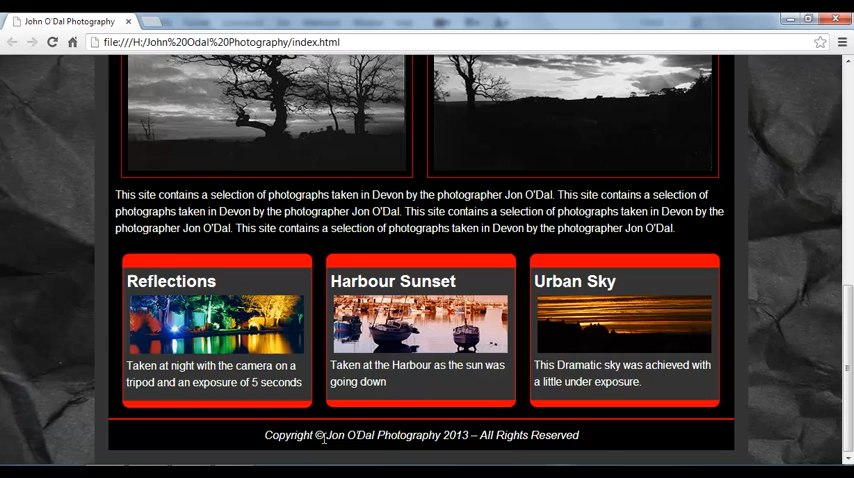 John O'Dal Photography
file:///H:/John%20Odal%20Photography/index.html
This site contains a selection of photographs taken in Devon by the photographer Jon O'Dal. This site contains a selection of
photographs taken in Devon by the photographer Jon O'Dal. This site contains a selection of photographs taken in Devon by the
photographer Jon O'Dal. This site contains a selection of photographs taken in Devon by the photographer Jon O'Dal.
Reflections
Taken at night with the camera on a
tripod and an exposure of 5 seconds
Harbour Sunset
Taken at the Harbour as the sun was
going down
Urban Sky
This Dramatic sky was achieved with
a little under exposure.
Copyright © Jon O'Dal Photography 2013 – All Rights Reserved